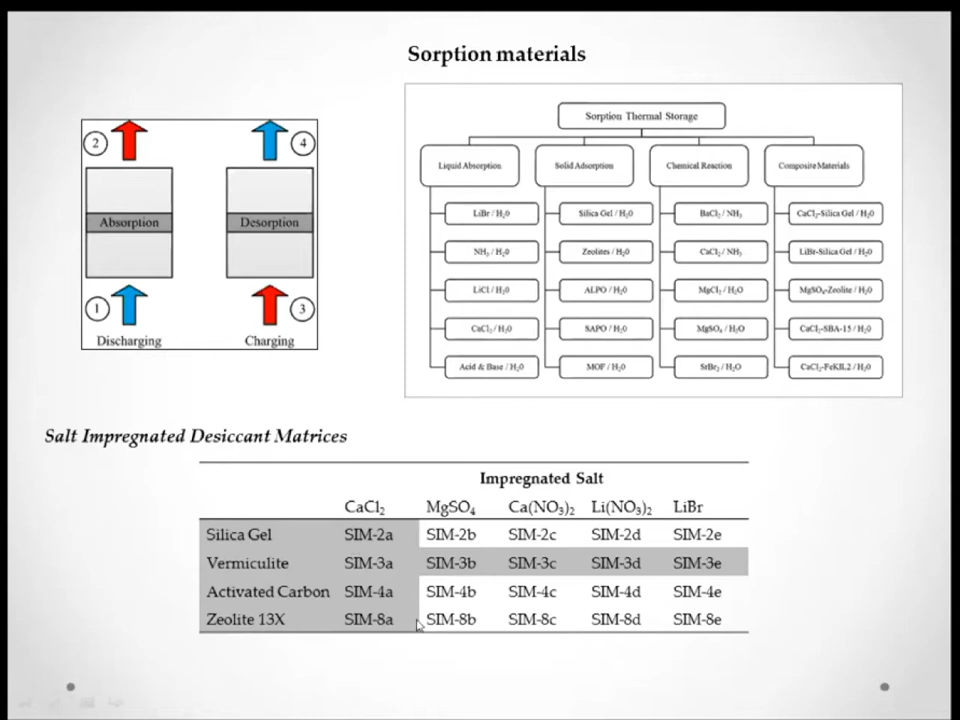 Sorption materials
2
4
Absorption
Desorption
1
3
Discharging
Charging
Sorption Thermal Storage
Liquid Absorption
Solid Adsorption
Chemical Reaction
Composite Materials
LiBr / H₂0
Silica Gel / H₂0
BaCl₂ / NH₃
CaCl₂-Silica Gel / H₂0
NH₃ / H₂0
Zeolites / H₂0
CaCl₂ / NH₃
LiBr-Silica Gel / H₂0
LiCl / H₂0
ALPO / H₂0
MgCl₂ / H₂O
MgSO₄-Zeolite / H₂0
CaCl₂ / H₂0
SAPO / H₂0
MgSO₄ / H₂O
CaCl₂-SBA-15 / H₂0
Acid & Base / H₂0
MOF / H₂0
SrBr₂ / H₂O
CaCl₂-FeKIL2 / H₂0
Salt Impregnated Desiccant Matrices
Impregnated Salt
CaCl₂ MgSO₄ Ca(NO₃)₂ Li(NO₃)₂ LiBr
Silica Gel SIM-2a SIM-2b SIM-2c SIM-2d SIM-2e
Vermiculite SIM-3a SIM-3b SIM-3c SIM-3d SIM-3e
Activated Carbon SIM-4a SIM-4b SIM-4c SIM-4d SIM-4e
Zeolite 13X SIM-8a SIM-8b SIM-8c SIM-8d SIM-8e